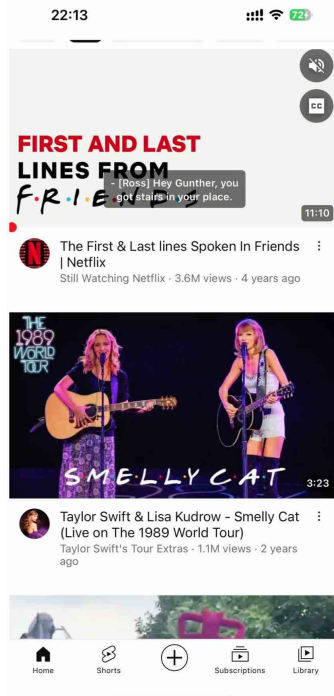 22:13
72
CC
FIRST AND LAST
LINES FROM
F·R·I·E·N·D·S
- [Ross] Hey Gunther, you
got stairs in your place.
11:10
N
The First & Last lines Spoken In Friends
| Netflix
Still Watching Netflix · 3.6M views · 4 years ago
THE
1989
WORLD
TOUR
S·M·E·L·L·Y C·A·T
3:23
Taylor Swift & Lisa Kudrow - Smelly Cat
(Live on The 1989 World Tour)
Taylor Swift's Tour Extras · 1.1M views · 2 years
ago
Home
Shorts
Subscriptions
Library